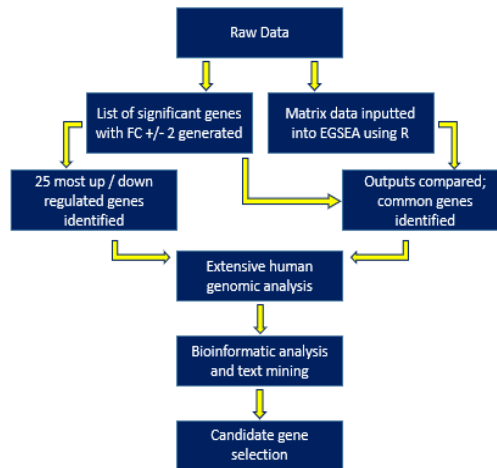 Raw Data
List of significant genes
with FC +/- 2 generated
Matrix data inputted
into EGSEA using R
25 most up / down
regulated genes
identified
Outputs compared;
common genes
identified
Extensive human
genomic analysis
Bioinformatic analysis
and text mining
Candidate gene
selection